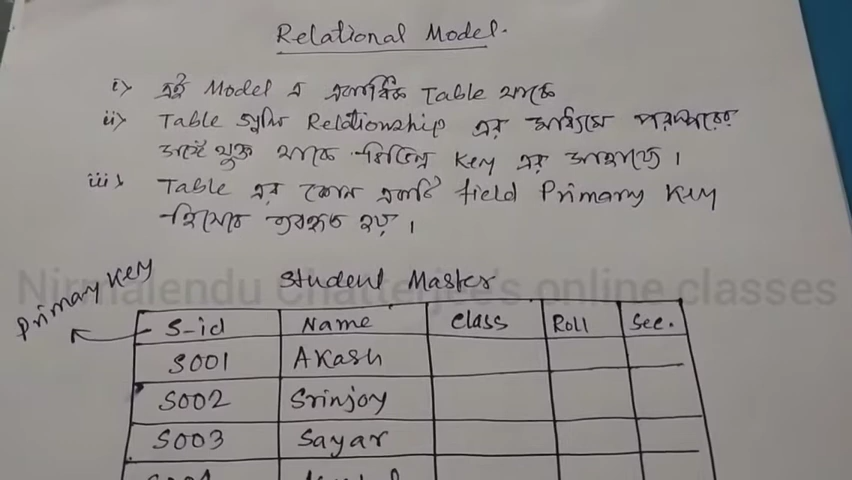 Relational Model.
i> এই Model এ একাধিক Table থাকে
ii> Table গুলি Relationship এর মাধ্যমে পরস্পরের
সঙ্গে যুক্ত থাকে বিভিন্ন Key এর সাহায্যে।
iii> Table এর কোন একটি field Primary Key
হিসেবে ব্যবহৃত হয়।
Nirmalendu Chatterjee's online classes
Primary Key
Student Master
S-id Name Class Roll Sec.
S001 Akash
S002 Srinjoy
S003 Sayar